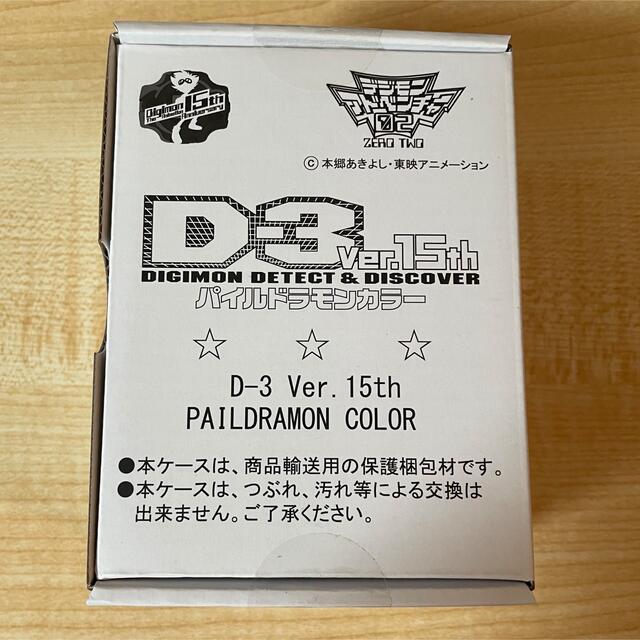 Digimon 15th
The Animation Anniversary
デジモン
アドベンチャー
02
ZERO TWO
©本郷あきよし・東映アニメーション
D-3 Ver.15th
DIGIMON DETECT & DISCOVER
パイルドラモンカラー
☆ ☆ ☆
D-3 Ver.15th
PAILDRAMON COLOR
●本ケースは、商品輸送用の保護梱包材です。
●本ケースは、つぶれ、汚れ等による交換は
出来ません。ご了承ください。